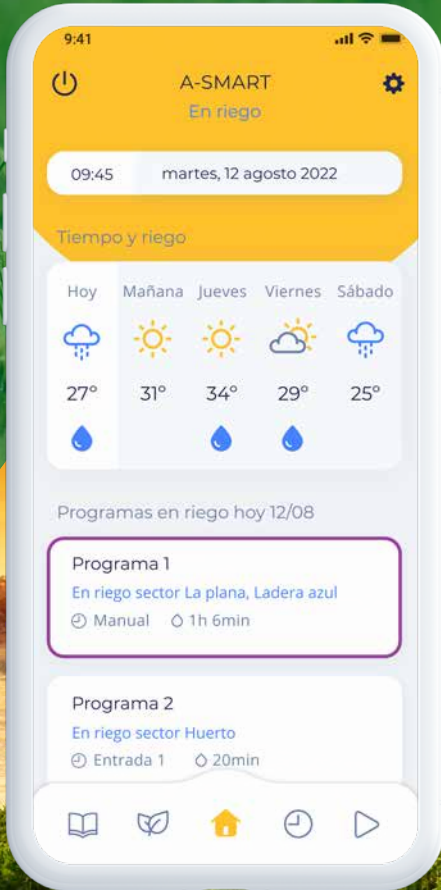 9:41
A-SMART
En riego
09:45 martes, 12 agosto 2022
Tiempo y riego
Hoy Mañana Jueves Viernes Sábado
27° 31° 34° 29° 25°
Programas en riego hoy 12/08
Programa 1
En riego sector La plana, Ladera azul
Manual 1h 6min
Programa 2
En riego sector Huerto
Entrada 1 20min